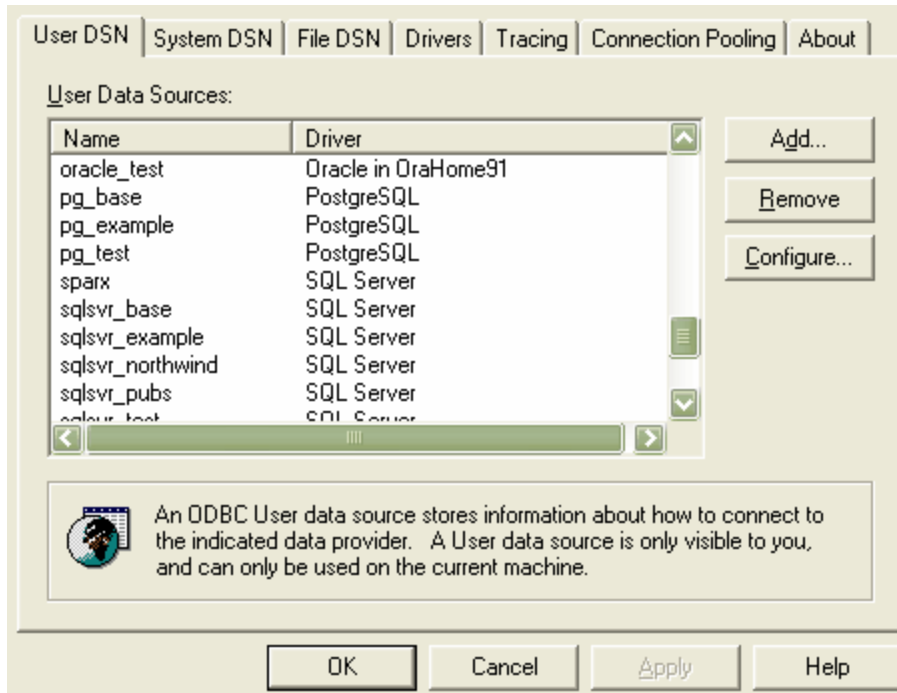 User DSN System DSN File DSN Drivers Tracing Connection Pooling About
User Data Sources:
Name Driver
oracle_test Oracle in OraHome91
pg_base PostgreSQL
pg_example PostgreSQL
pg_test PostgreSQL
sparx SQL Server
sqlsvr_base SQL Server
sqlsvr_example SQL Server
sqlsvr_northwind SQL Server
sqlsvr_pubs SQL Server
sqlsvr_test SQL Server
Add...
Remove
Configure...
An ODBC User data source stores information about how to connect to
the indicated data provider. A User data source is only visible to you,
and can only be used on the current machine.
OK Cancel Apply Help